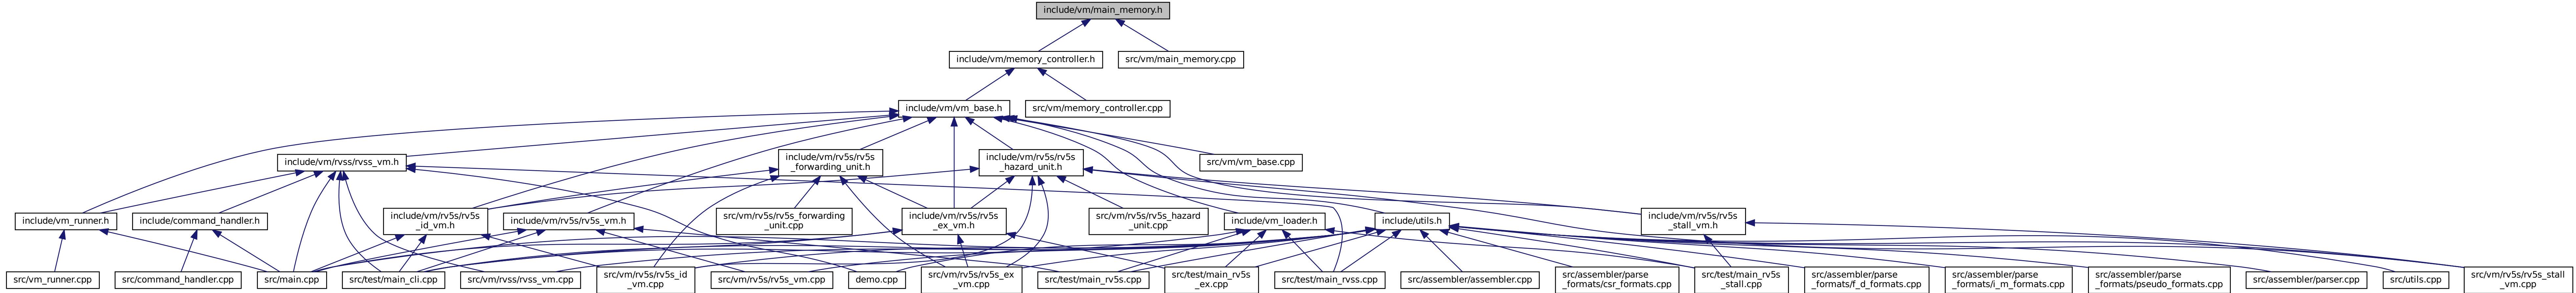 include/vm/main_memory.h
include/vm/memory_controller.h
src/vm/main_memory.cpp
include/vm/vm_base.h
src/vm/memory_controller.cpp
include/vm/rvss/rvss_vm.h
include/vm/rv5s/rv5s
_forwarding_unit.h
include/vm/rv5s/rv5s
_hazard_unit.h
src/vm/vm_base.cpp
include/vm_runner.h
include/command_handler.h
include/vm/rv5s/rv5s
_id_vm.h
include/vm/rv5s/rv5s_vm.h
src/vm/rv5s/rv5s_forwarding
_unit.cpp
include/vm/rv5s/rv5s
_ex_vm.h
src/vm/rv5s/rv5s_hazard
_unit.cpp
include/vm_loader.h
include/utils.h
include/vm/rv5s/rv5s
_stall_vm.h
src/vm_runner.cpp
src/command_handler.cpp
src/main.cpp
src/test/main_cli.cpp
src/vm/rvss/rvss_vm.cpp
src/vm/rv5s/rv5s_id
_vm.cpp
src/vm/rv5s/rv5s_vm.cpp
demo.cpp
src/vm/rv5s/rv5s_ex
_vm.cpp
src/test/main_rv5s.cpp
src/test/main_rv5s
_ex.cpp
src/test/main_rvss.cpp
src/assembler/assembler.cpp
src/assembler/parse
_formats/csr_formats.cpp
src/test/main_rv5s
_stall.cpp
src/assembler/parse
_formats/f_d_formats.cpp
src/assembler/parse
_formats/i_m_formats.cpp
src/assembler/parse
_formats/pseudo_formats.cpp
src/assembler/parser.cpp
src/utils.cpp
src/vm/rv5s/rv5s_stall
_vm.cpp